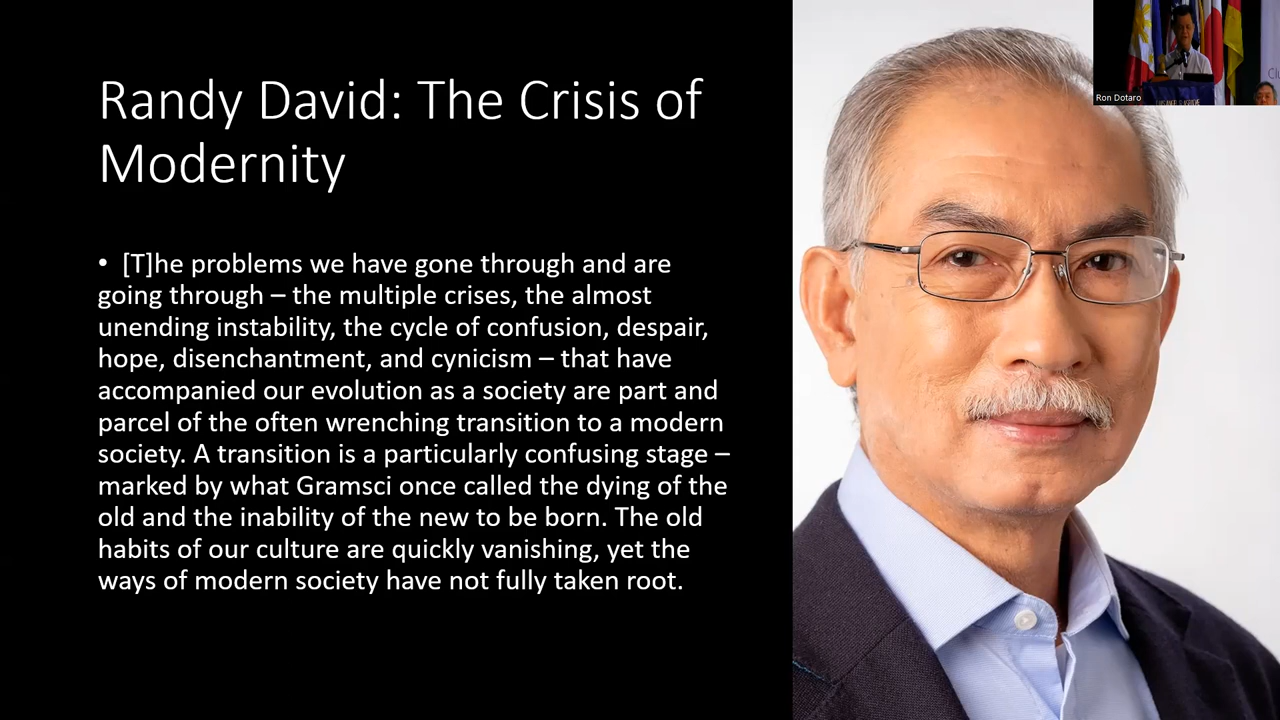 Randy David: The Crisis of
Modernity
• [T]he problems we have gone through and are
going through – the multiple crises, the almost
unending instability, the cycle of confusion, despair,
hope, disenchantment, and cynicism – that have
accompanied our evolution as a society are part and
parcel of the often wrenching transition to a modern
society. A transition is a particularly confusing stage –
marked by what Gramsci once called the dying of the
old and the inability of the new to be born. The old
habits of our culture are quickly vanishing, yet the
ways of modern society have not fully taken root.
Ron Dotaro